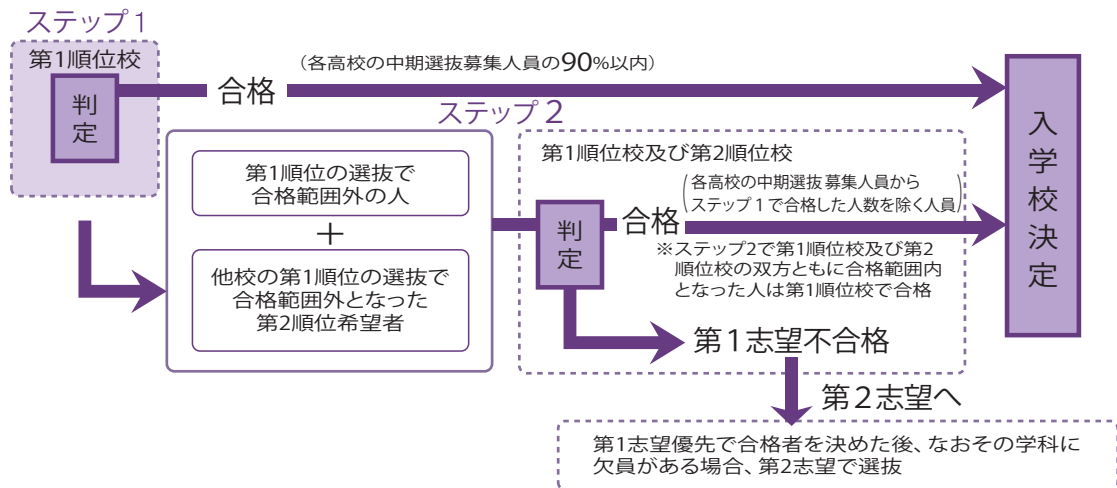 ステップ1
第1順位校
判定
合格
（各高校の中期選抜募集人員の90%以内）
入学校決定
ステップ2
第1順位の選抜で
合格範囲外の人
＋
他校の第1順位の選抜で
合格範囲外となった
第2順位希望者
第1順位校及び第2順位校
判定
合格
（各高校の中期選抜募集人員から
ステップ1で合格した人数を除く人員）
※ステップ2で第1順位校及び第2
順位校の双方ともに合格範囲内
となった人は第1順位校で合格
第1志望不合格
第2志望へ
第1志望優先で合格者を決めた後、なおその学科に
欠員がある場合、第2志望で選抜